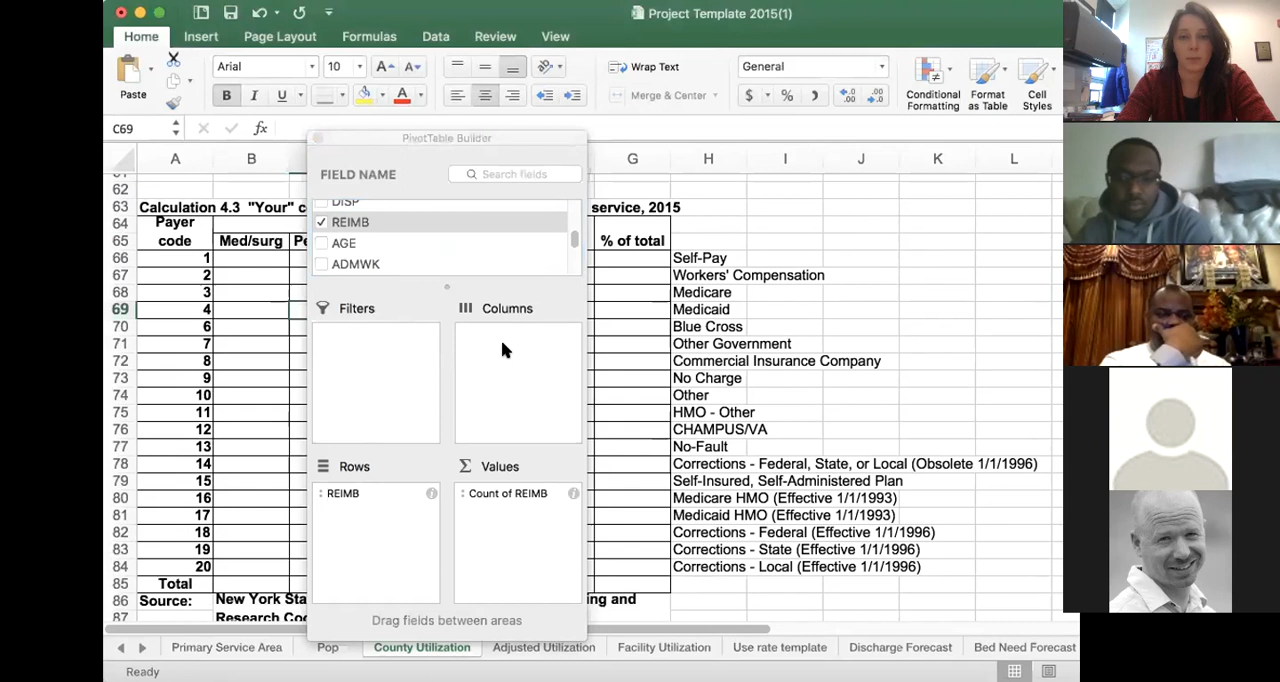 Project Template 2015(1)
Home Insert Page Layout Formulas Data Review View
Paste
Arial 10
Wrap Text
General
B I U A
Merge & Center
$ %
Conditional Formatting
Format as Table
Cell Styles
C69 fx
PivotTable Builder
A B G H I J K L
FIELD NAME
Search fields
DISP
REIMB
AGE
ADMWK
Filters
Columns
Rows
Values
REIMB
Count of REIMB
Drag fields between areas
62
63 Calculation 4.3 "Your" c service, 2015
64 Payer
65 code Med/surg Pe % of total
66 1 Self-Pay
67 2 Workers' Compensation
68 3 Medicare
69 4 Medicaid
70 6 Blue Cross
71 7 Other Government
72 8 Commercial Insurance Company
73 9 No Charge
74 10 Other
75 11 HMO - Other
76 12 CHAMPUS/VA
77 13 No-Fault
78 14 Corrections - Federal, State, or Local (Obsolete 1/1/1996)
79 15 Self-Insured, Self-Administered Plan
80 16 Medicare HMO (Effective 1/1/1993)
81 17 Medicaid HMO (Effective 1/1/1993)
82 18 Corrections - Federal (Effective 1/1/1996)
83 19 Corrections - State (Effective 1/1/1996)
84 20 Corrections - Local (Effective 1/1/1996)
85 Total
86 Source: New York Sta ing and
87 Research Coo
Primary Service Area Pop County Utilization Adjusted Utilization Facility Utilization Use rate template Discharge Forecast Bed Need Forecast
Ready